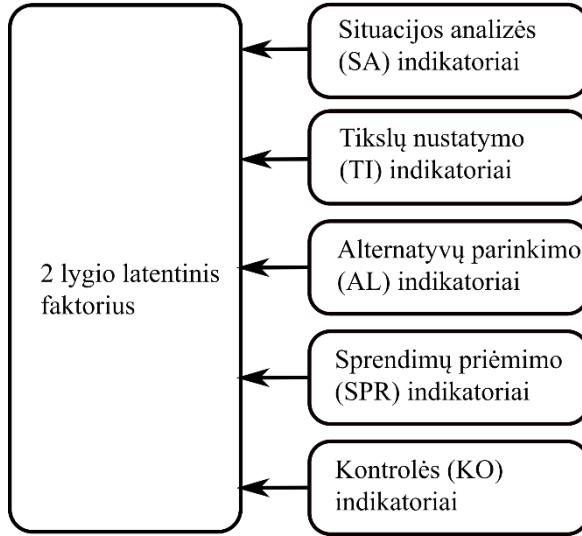 2 lygio latentinis
faktorius
Situacijos analizės
(SA) indikatoriai
Tikslų nustatymo
(TI) indikatoriai
Alternatyvų parinkimo
(AL) indikatoriai
Sprendimų priėmimo
(SPR) indikatoriai
Kontrolės (KO)
indikatoriai